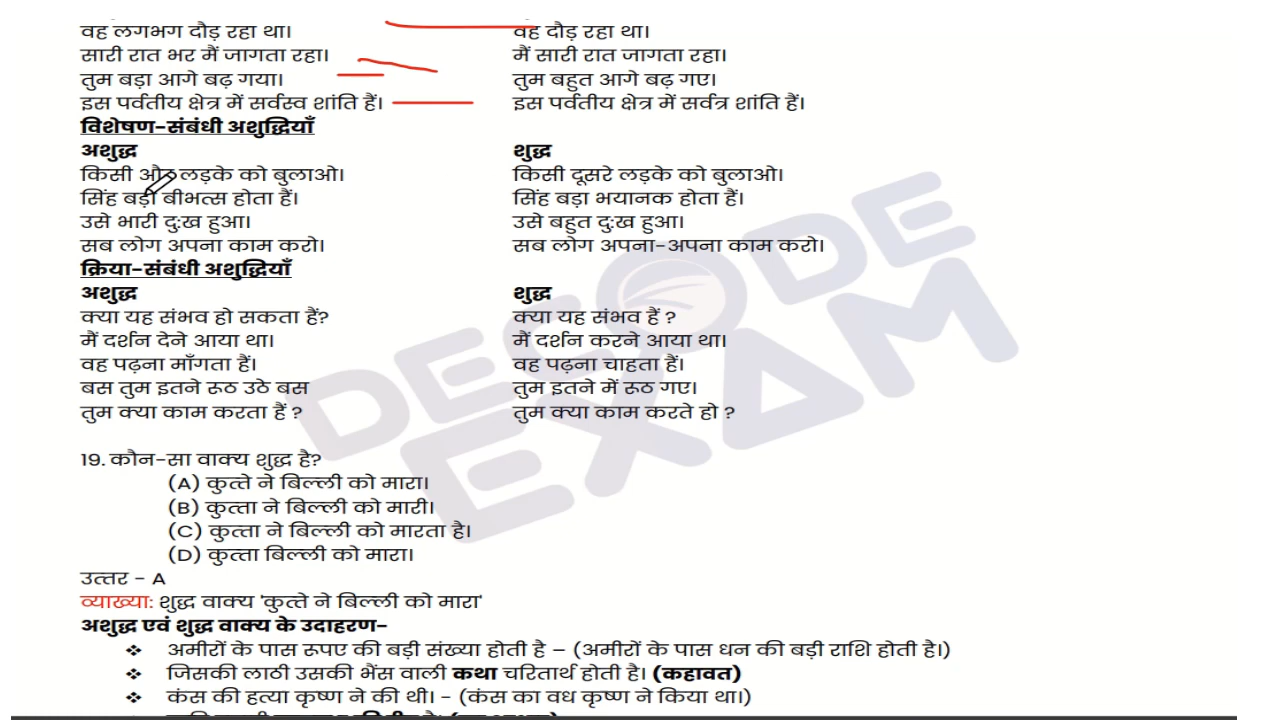 वह लगभग दौड़ रहा था। वह दौड़ रहा था।
सारी रात भर मैं जागता रहा। मैं सारी रात जागता रहा।
तुम बड़ा आगे बढ़ गया। तुम बहुत आगे बढ़ गए।
इस पर्वतीय क्षेत्र में सर्वस्व शांति हैं। इस पर्वतीय क्षेत्र में सर्वत्र शांति हैं।
विशेषण-संबंधी अशुद्धियाँ
अशुद्ध शुद्ध
किसी और लड़के को बुलाओ। किसी दूसरे लड़के को बुलाओ।
सिंह बड़ा बीभत्स होता हैं। सिंह बड़ा भयानक होता हैं।
उसे भारी दुःख हुआ। उसे बहुत दुःख हुआ।
सब लोग अपना काम करो। सब लोग अपना-अपना काम करो।
क्रिया-संबंधी अशुद्धियाँ
अशुद्ध शुद्ध
क्या यह संभव हो सकता हैं? क्या यह संभव हैं ?
मैं दर्शन देने आया था। मैं दर्शन करने आया था।
वह पढ़ना माँगता हैं। वह पढ़ना चाहता हैं।
बस तुम इतने रूठ उठे बस तुम इतने में रूठ गए।
तुम क्या काम करता हैं ? तुम क्या काम करते हो ?
19. कौन-सा वाक्य शुद्ध है?
(A) कुत्ते ने बिल्ली को मारा।
(B) कुत्ता ने बिल्ली को मारी।
(C) कुत्ता ने बिल्ली को मारता है।
(D) कुत्ता बिल्ली को मारा।
उत्तर - A
व्याख्या: शुद्ध वाक्य 'कुत्ते ने बिल्ली को मारा'
अशुद्ध एवं शुद्ध वाक्य के उदाहरण-
❖ अमीरों के पास रूपए की बड़ी संख्या होती है – (अमीरों के पास धन की बड़ी राशि होती है।)
❖ जिसकी लाठी उसकी भैंस वाली कथा चरितार्थ होती है। (कहावत)
❖ कंस की हत्या कृष्ण ने की थी। - (कंस का वध कृष्ण ने किया था।)
DECODE
EXAM